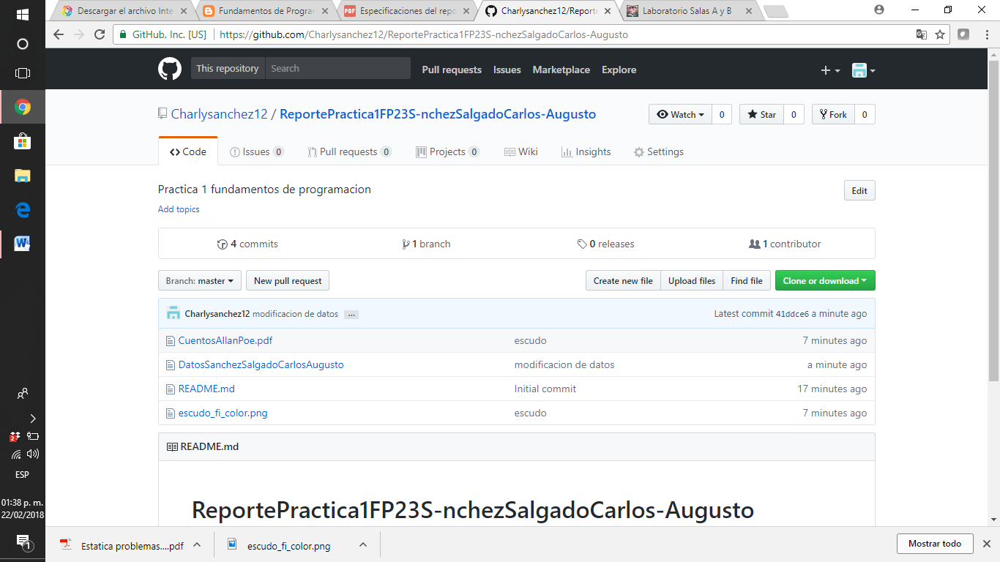 Descargar el archivo Inte
Fundamentos de Program
Especificaciones del repo
Charlysanchez12/Reporte
Laboratorio Salas A y B
GitHub, Inc. [US]
https://github.com/Charlysanchez12/ReportePractica1FP23S-nchezSalgadoCarlos-Augusto
This repository Search Pull requests Issues Marketplace Explore
Charlysanchez12 / ReportePractica1FP23S-nchezSalgadoCarlos-Augusto
Watch 0 Star 0 Fork 0
Code Issues 0 Pull requests 0 Projects 0 Wiki Insights Settings
Practica 1 fundamentos de programacion
Edit
Add topics
4 commits 1 branch 0 releases 1 contributor
Branch: master New pull request Create new file Upload files Find file Clone or download
Charlysanchez12 modificacion de datos ... Latest commit 41ddce6 a minute ago
CuentosAllanPoe.pdf escudo 7 minutes ago
DatosSanchezSalgadoCarlosAugusto modificacion de datos a minute ago
README.md Initial commit 17 minutes ago
escudo_fi_color.png escudo 7 minutes ago
README.md
ReportePractica1FP23S-nchezSalgadoCarlos-Augusto
2
ESP
01:38 p. m.
22/02/2018
1
Estatica problemas....pdf
escudo_fi_color.png
Mostrar todo